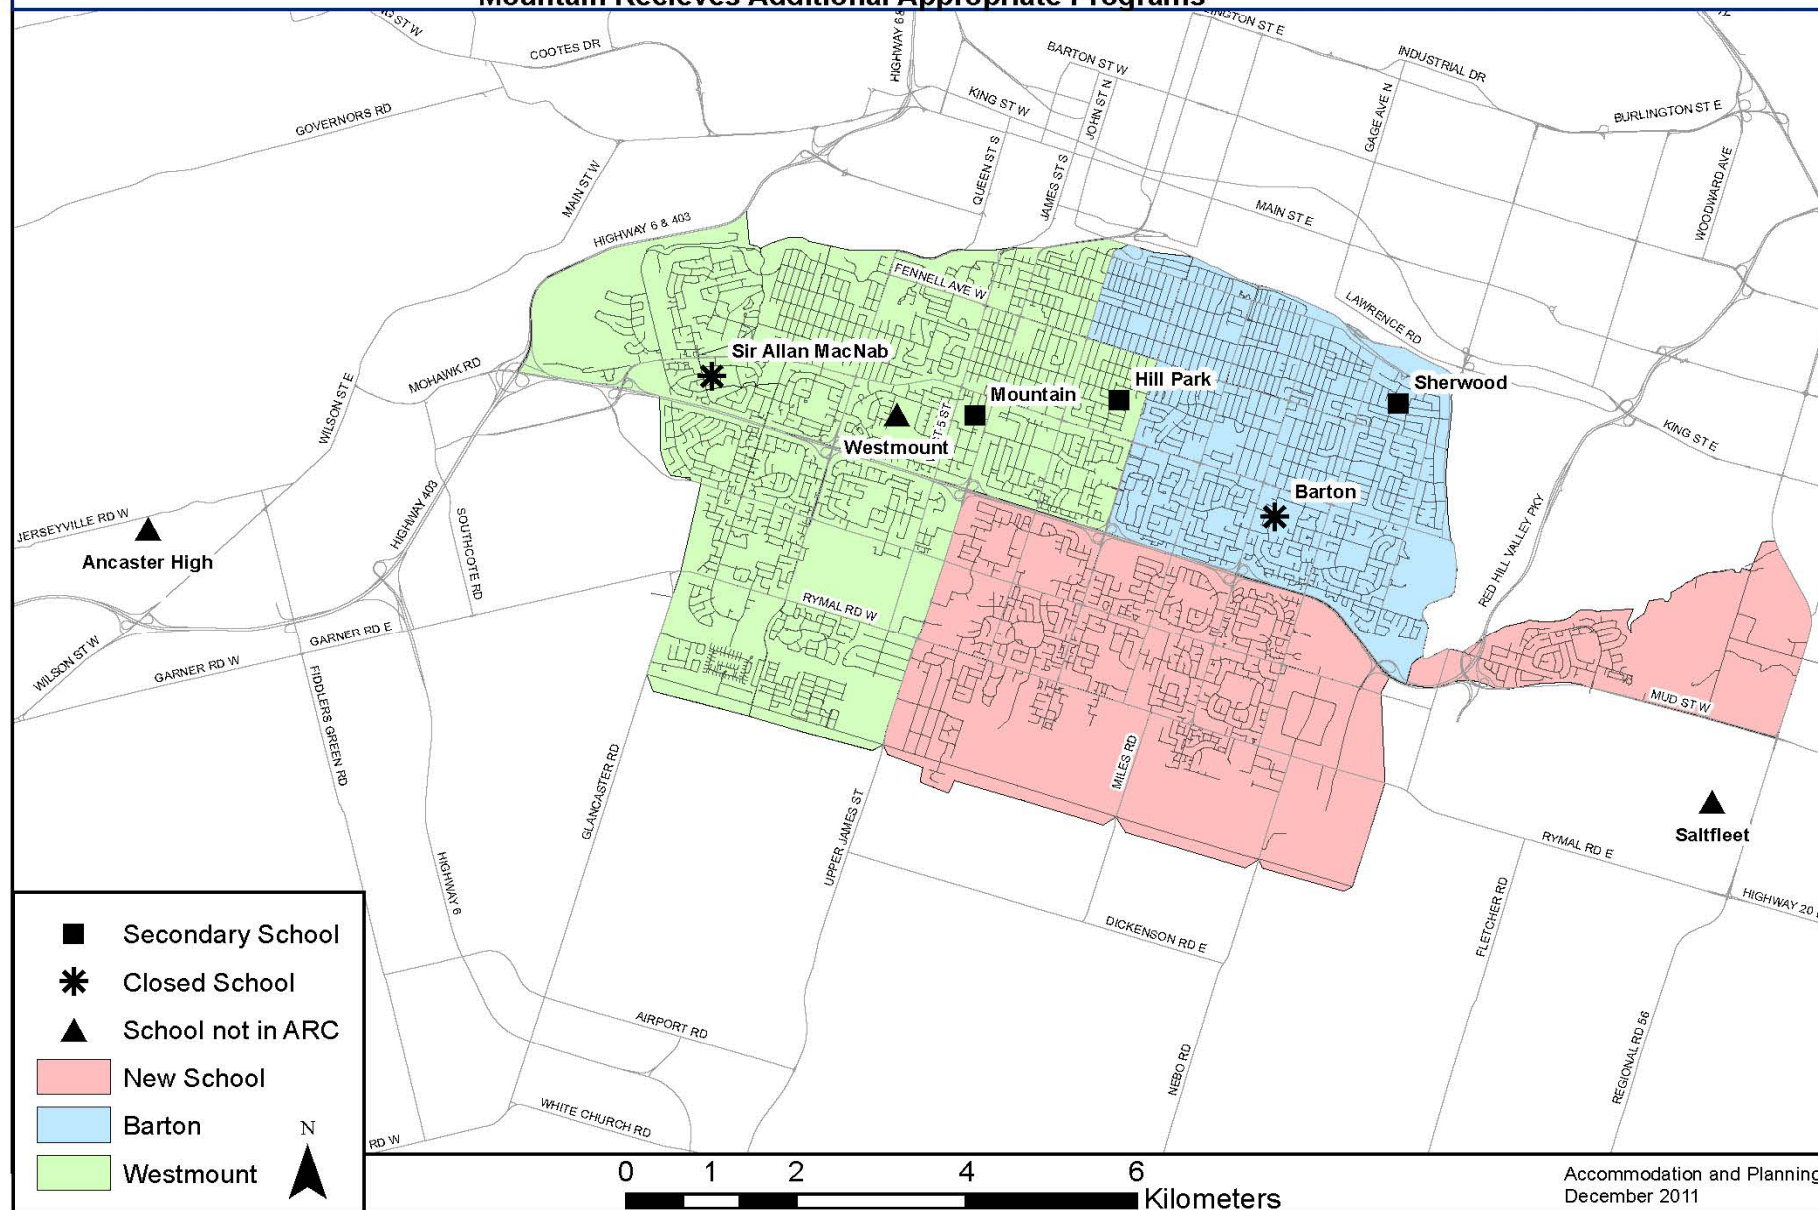 Mountain Recieves Additional Appropriate Programs
COOTES DR
HIGHWAY 6 &
BARTON ST W
INDUSTRIAL DR
GOVERNORS RD
KING ST W
JOHN ST N
GAGE AVE N
BURLINGTON ST E
MAIN ST W
QUEEN ST S
JAMES ST S
WOODWARD AVE
MAIN ST E
HIGHWAY 6 & 403
FENNELL AVE W
LAWRENCE RD
Sir Allan MacNab
MOHAWK RD
Hill Park
Sherwood
Mountain
WILSON ST E
KING ST E
Westmount
Barton
HIGHWAY 403
JERSEYVILLE RD W
SOUTHCOTE RD
RED HILL VALLEY PKY
Ancaster High
RYMAL RD W
GARNER RD E
WILSON ST W
GARNER RD W
MUD ST W
FIDDLERS GREEN RD
MILES RD
GLANCASTER RD
UPPER JAMES ST
Saltfleet
RYMAL RD E
HIGHWAY 6
HIGHWAY 20
FLETCHER RD
DICKENSON RD E
AIRPORT RD
NEBO RD
REGIONAL RD 56
WHITE CHURCH RD
RD W
Secondary School
Closed School
School not in ARC
New School
Barton
Westmount
N
0 1 2 4 6
Kilometers
Accommodation and Planning
December 2011